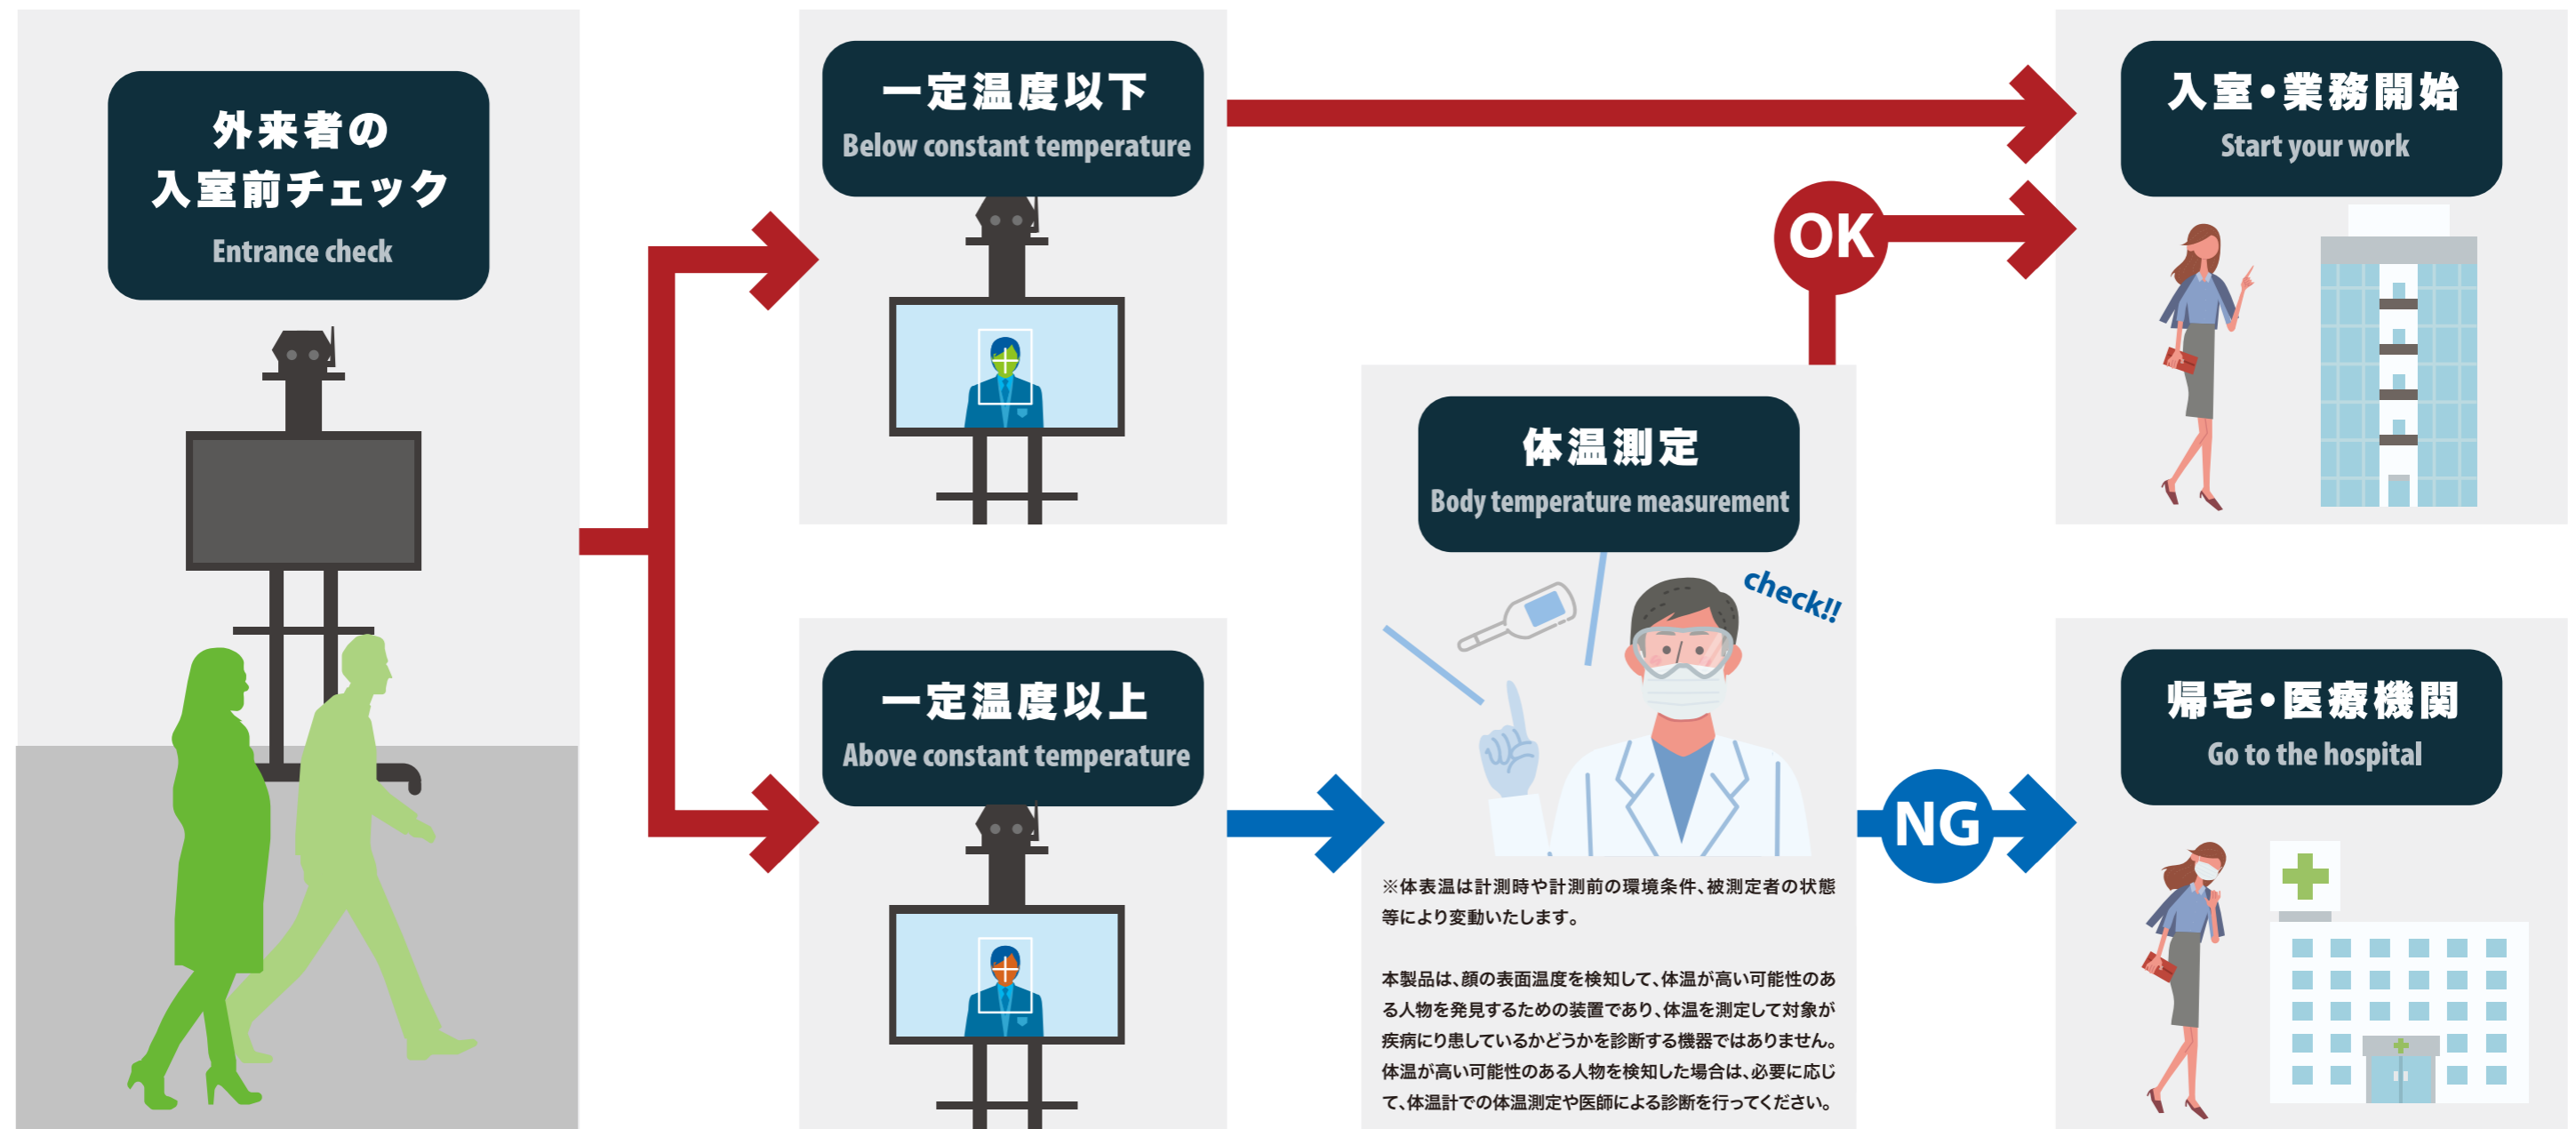 外来者の
入室前チェック
Entrance check
一定温度以下
Below constant temperature
一定温度以上
Above constant temperature
体温測定
Body temperature measurement
check!!
※体表温は計測時や計測前の環境条件、被測定者の状態
等により変動いたします。
本製品は、顔の表面温度を検知して、体温が高い可能性のあ
る人物を発見するための装置であり、体温を測定して対象が
疾病にり患しているかどうかを診断する機器ではありません。
体温が高い可能性のある人物を検知した場合は、必要に応じ
て、体温計での体温測定や医師による診断を行ってください。
OK
NG
入室・業務開始
Start your work
帰宅・医療機関
Go to the hospital